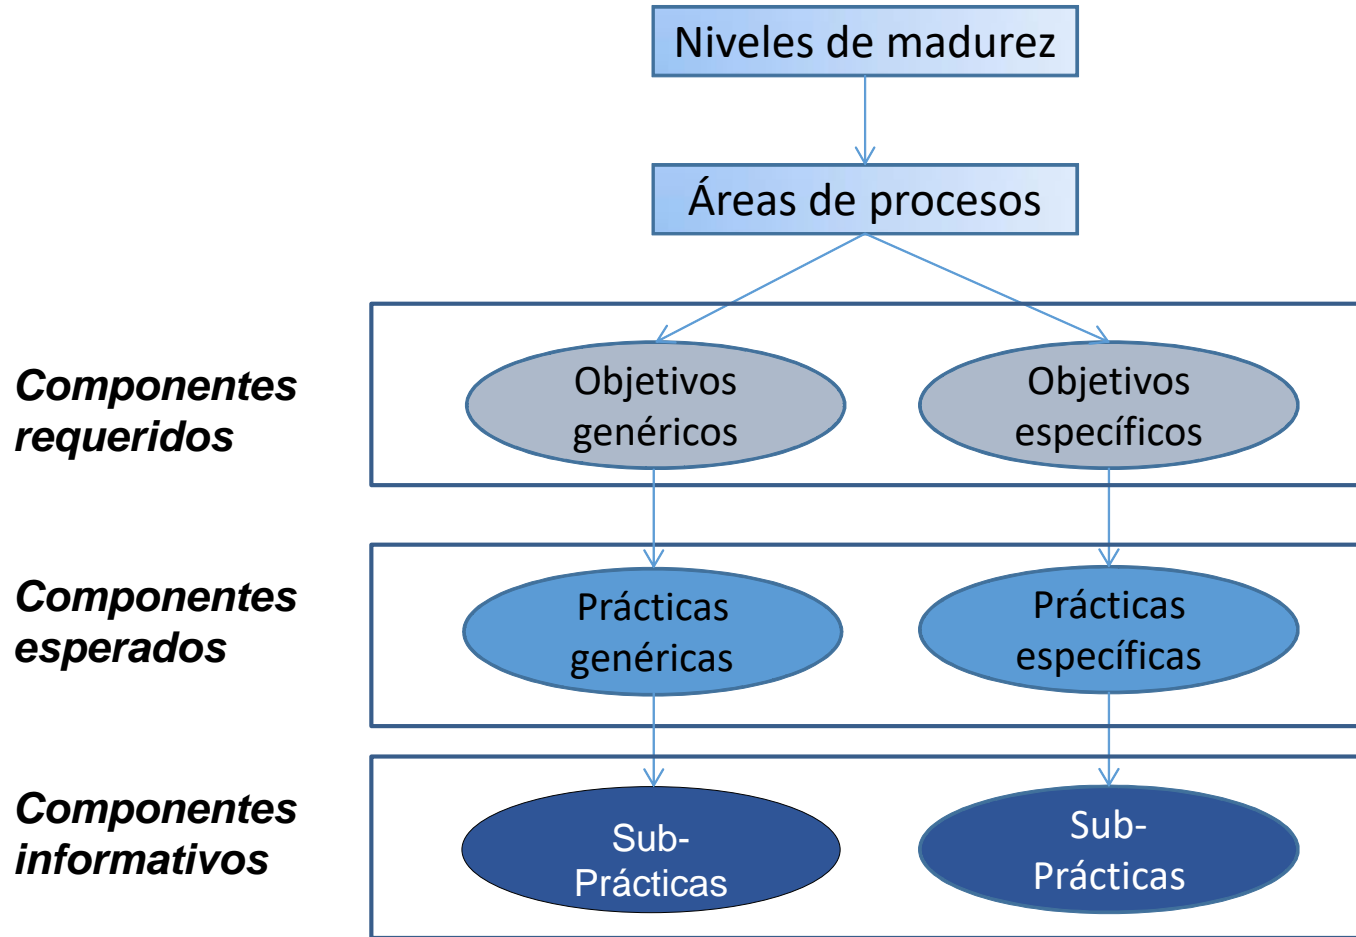 Niveles de madurez
Áreas de procesos
Componentes
requeridos
Objetivos
genéricos
Objetivos
específicos
Componentes
esperados
Prácticas
genéricas
Prácticas
específicas
Componentes
informativos
Sub-
Prácticas
Sub-
Prácticas